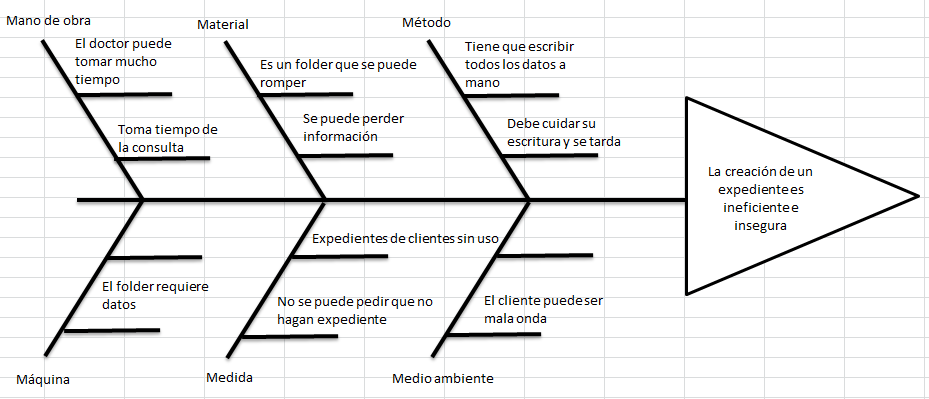 Mano de obra
El doctor puede
tomar mucho
tiempo
Toma tiempo de
la consulta
Material
Es un folder que se puede
romper
Se puede perder
información
Método
Tiene que escribir
todos los datos a
mano
Debe cuidar su
escritura y se tarda
La creación de un
expediente es
ineficiente e
insegura
El folder requiere
datos
Máquina
Expedientes de clientes sin uso
No se puede pedir que no
hagan expediente
Medida
El cliente puede ser
mala onda
Medio ambiente